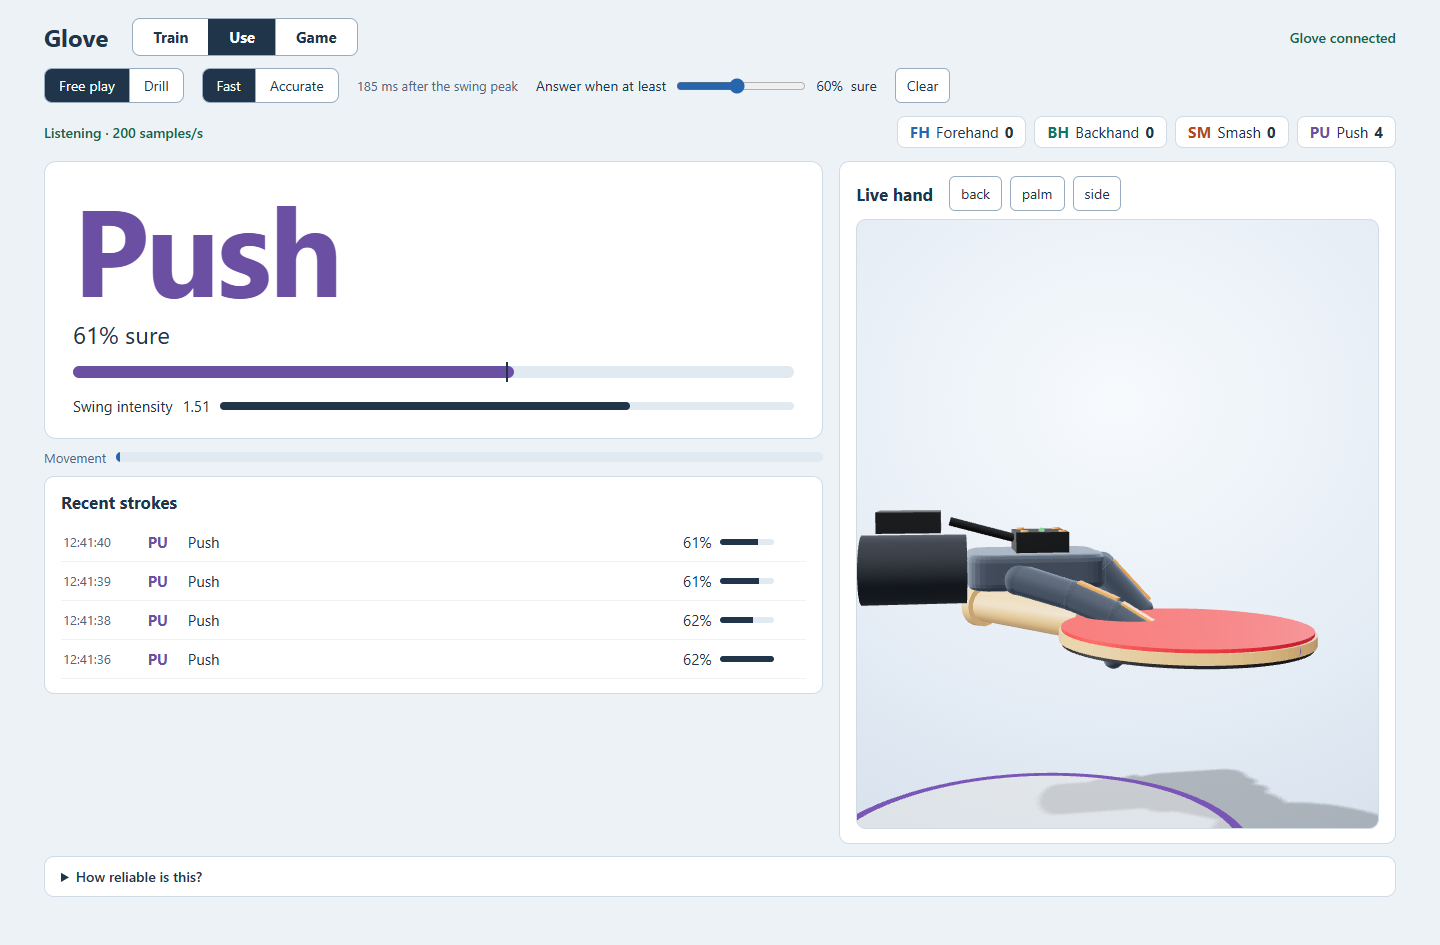 Glove Train Use Game Glove connected
Free play Drill Fast Accurate 185 ms after the swing peak Answer when at least 60% sure Clear
Listening · 200 samples/s FH Forehand 0 BH Backhand 0 SM Smash 0 PU Push 4
Push
61% sure
Swing intensity 1.51
Movement
Recent strokes
12:41:40 PU Push 61%
12:41:39 PU Push 61%
12:41:38 PU Push 62%
12:41:36 PU Push 62%
Live hand back palm side
How reliable is this?